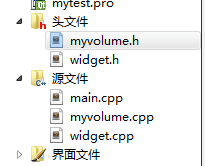 mytest.pro
头文件
myvolume.h
widget.h
源文件
main.cpp
myvolume.cpp
widget.cpp
界面文件